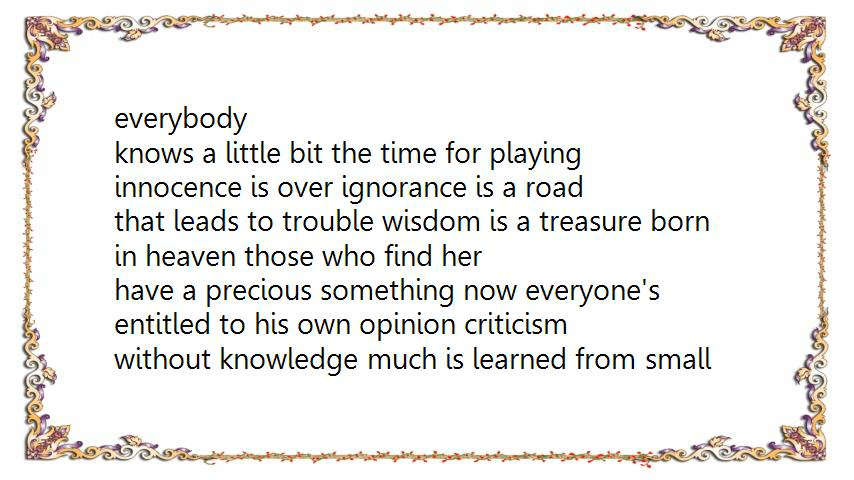 everybody
knows a little bit the time for playing
innocence is over ignorance is a road
that leads to trouble wisdom is a treasure born
in heaven those who find her
have a precious something now everyone's
entitled to his own opinion criticism
without knowledge much is learned from small